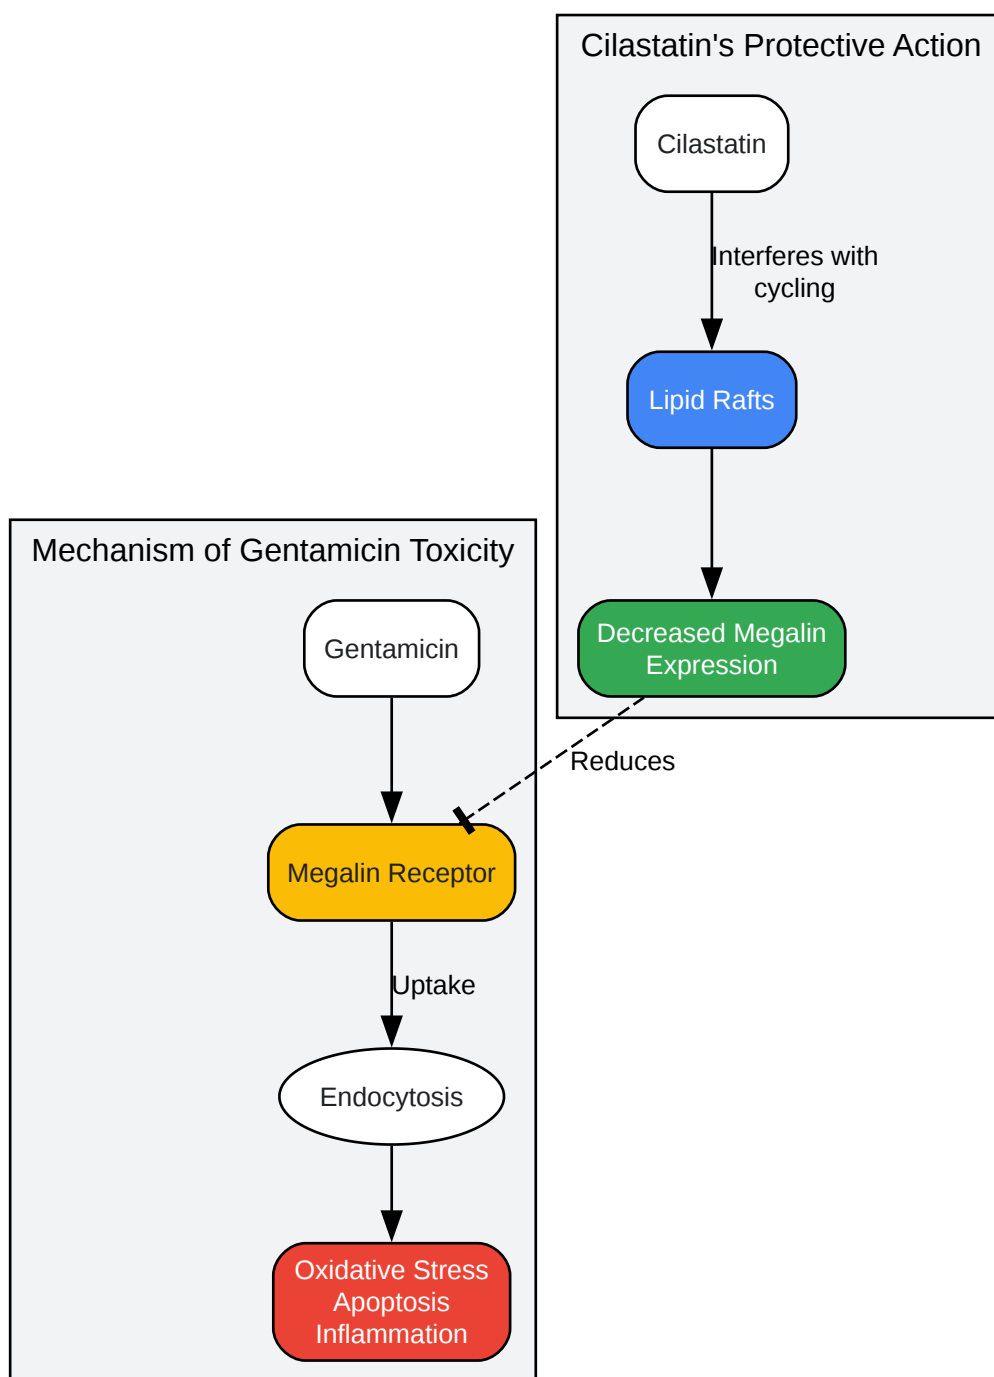 Cilastatin's Protective Action
Cilastatin
Interferes with
cycling
Lipid Rafts
Decreased Megalin
Expression
Reduces
Mechanism of Gentamicin Toxicity
Gentamicin
Megalin Receptor
Uptake
Endocytosis
Oxidative Stress
Apoptosis
Inflammation